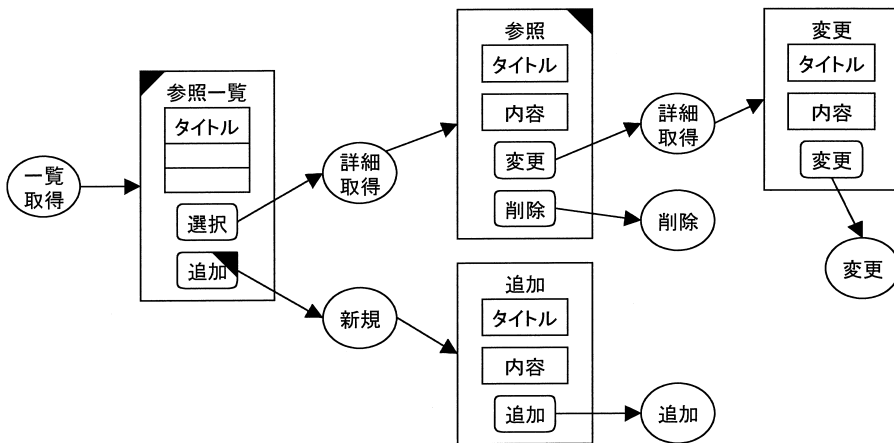 一覧
取得
参照一覧
タイトル
選択
追加
詳細
取得
新規
参照
タイトル
内容
変更
削除
追加
タイトル
内容
追加
詳細
取得
削除
追加
変更
タイトル
内容
変更
変更